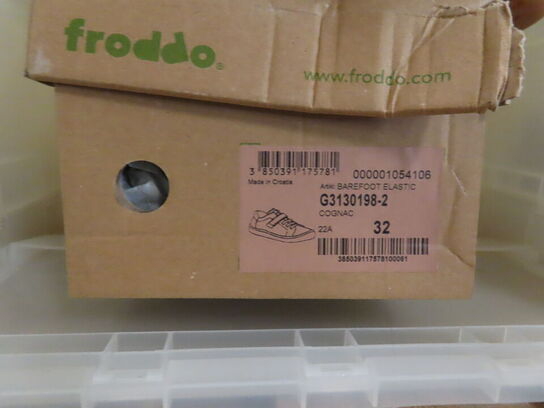 froddo®
www.froddo.com
3 850391 175781
000001054106
Made in Croatia
Artikl BAREFOOT ELASTIC
G3130198-2
COGNAC
22A
32
385039117578100061